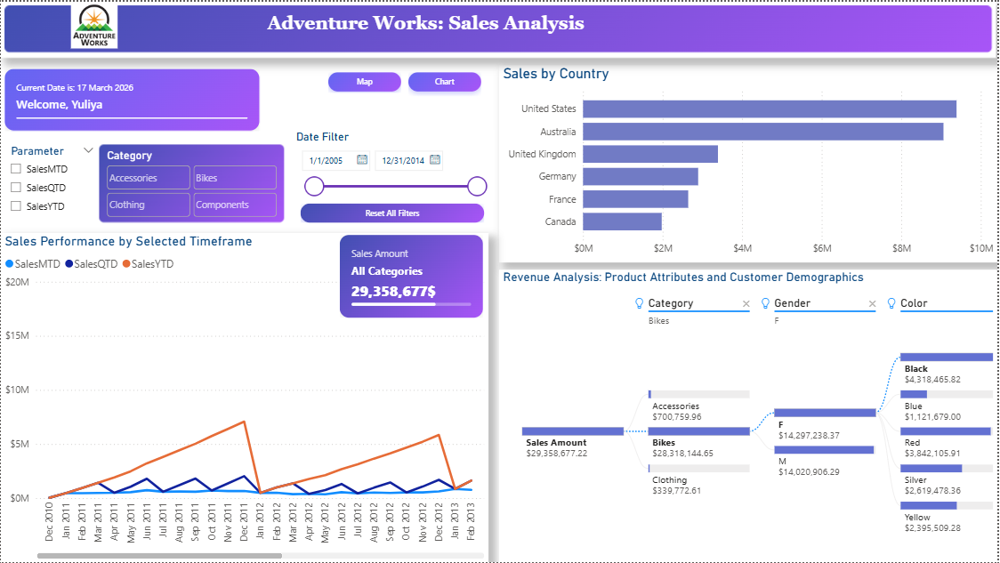 Adventure Works: Sales Analysis
ADVENTURE
WORKS
Current Date is: 17 March 2026
Welcome, Yuliya
Map
Chart
Parameter
SalesMTD
SalesQTD
SalesYTD
Category
Accessories
Bikes
Clothing
Components
Date Filter
1/1/2005
12/31/2014
Reset All Filters
Sales by Country
United States
Australia
United Kingdom
Germany
France
Canada
$0M
$2M
$4M
$6M
$8M
$10M
Sales Performance by Selected Timeframe
SalesMTD
SalesQTD
SalesYTD
Sales Amount
All Categories
29,358,677$
$20M
$15M
$10M
$5M
$0M
Dec 2010
Jan 2011
Feb 2011
Mar 2011
Apr 2011
May 2011
Jun 2011
Jul 2011
Aug 2011
Sep 2011
Oct 2011
Nov 2011
Dec 2011
Jan 2012
Feb 2012
Mar 2012
Apr 2012
May 2012
Jun 2012
Jul 2012
Aug 2012
Sep 2012
Oct 2012
Nov 2012
Dec 2012
Jan 2013
Feb 2013
Revenue Analysis: Product Attributes and Customer Demographics
Category
Bikes
Gender
F
Color
Sales Amount
$29,358,677.22
Accessories
$700,759.96
Bikes
$28,318,144.65
Clothing
$339,772.61
F
$14,297,238.37
M
$14,020,906.29
Black
$4,318,465.82
Blue
$1,121,679.00
Red
$3,842,105.91
Silver
$2,619,478.36
Yellow
$2,395,509.28